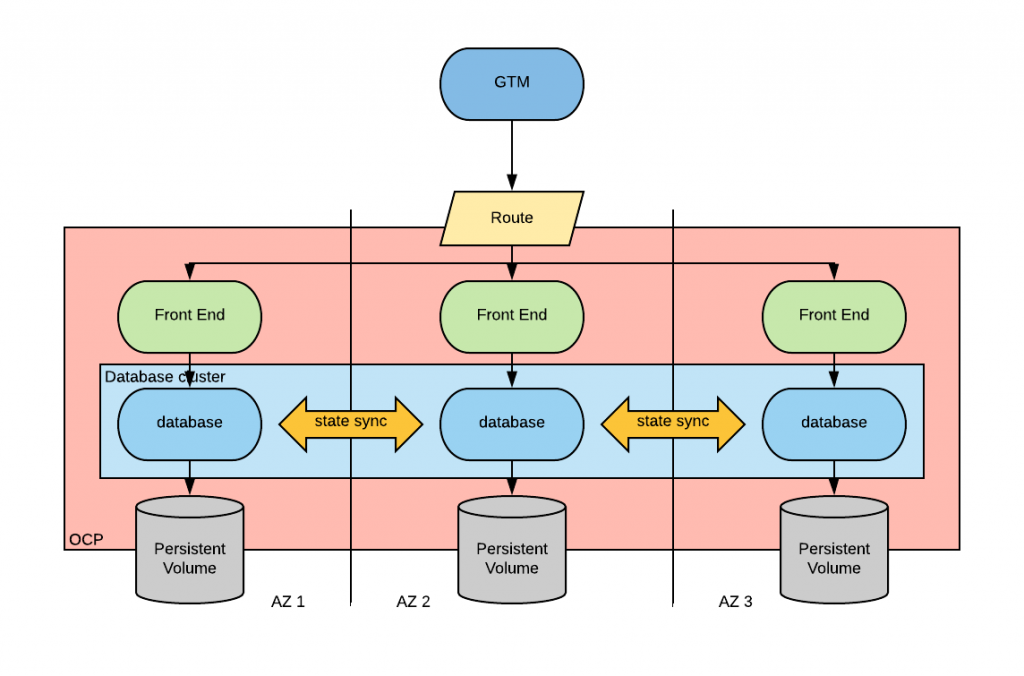 GTM
Route
Front End
Front End
Front End
Database cluster
database
state sync
database
state sync
database
OCP
Persistent
Volume
Persistent
Volume
Persistent
Volume
AZ 1
AZ 2
AZ 3